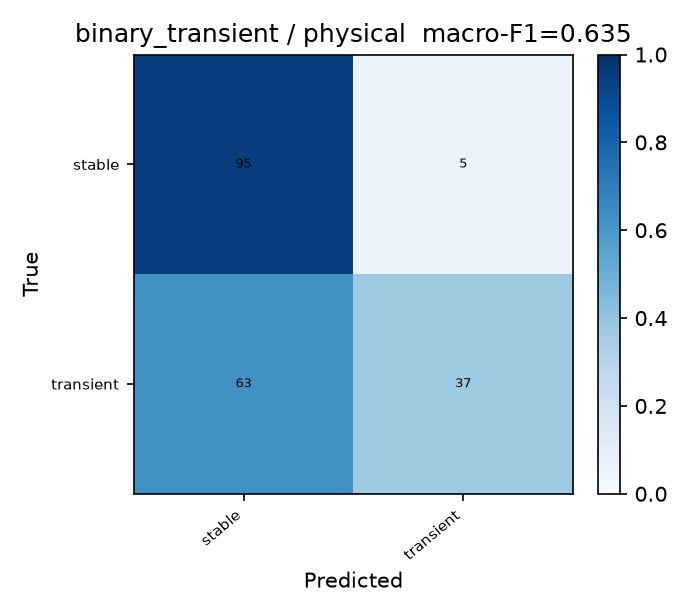 binary_transient / physical  macro-F1=0.635
1.0
stable
95
5
0.8
0.6
True
0.4
transient
63
37
0.2
0.0
stable
transient
Predicted